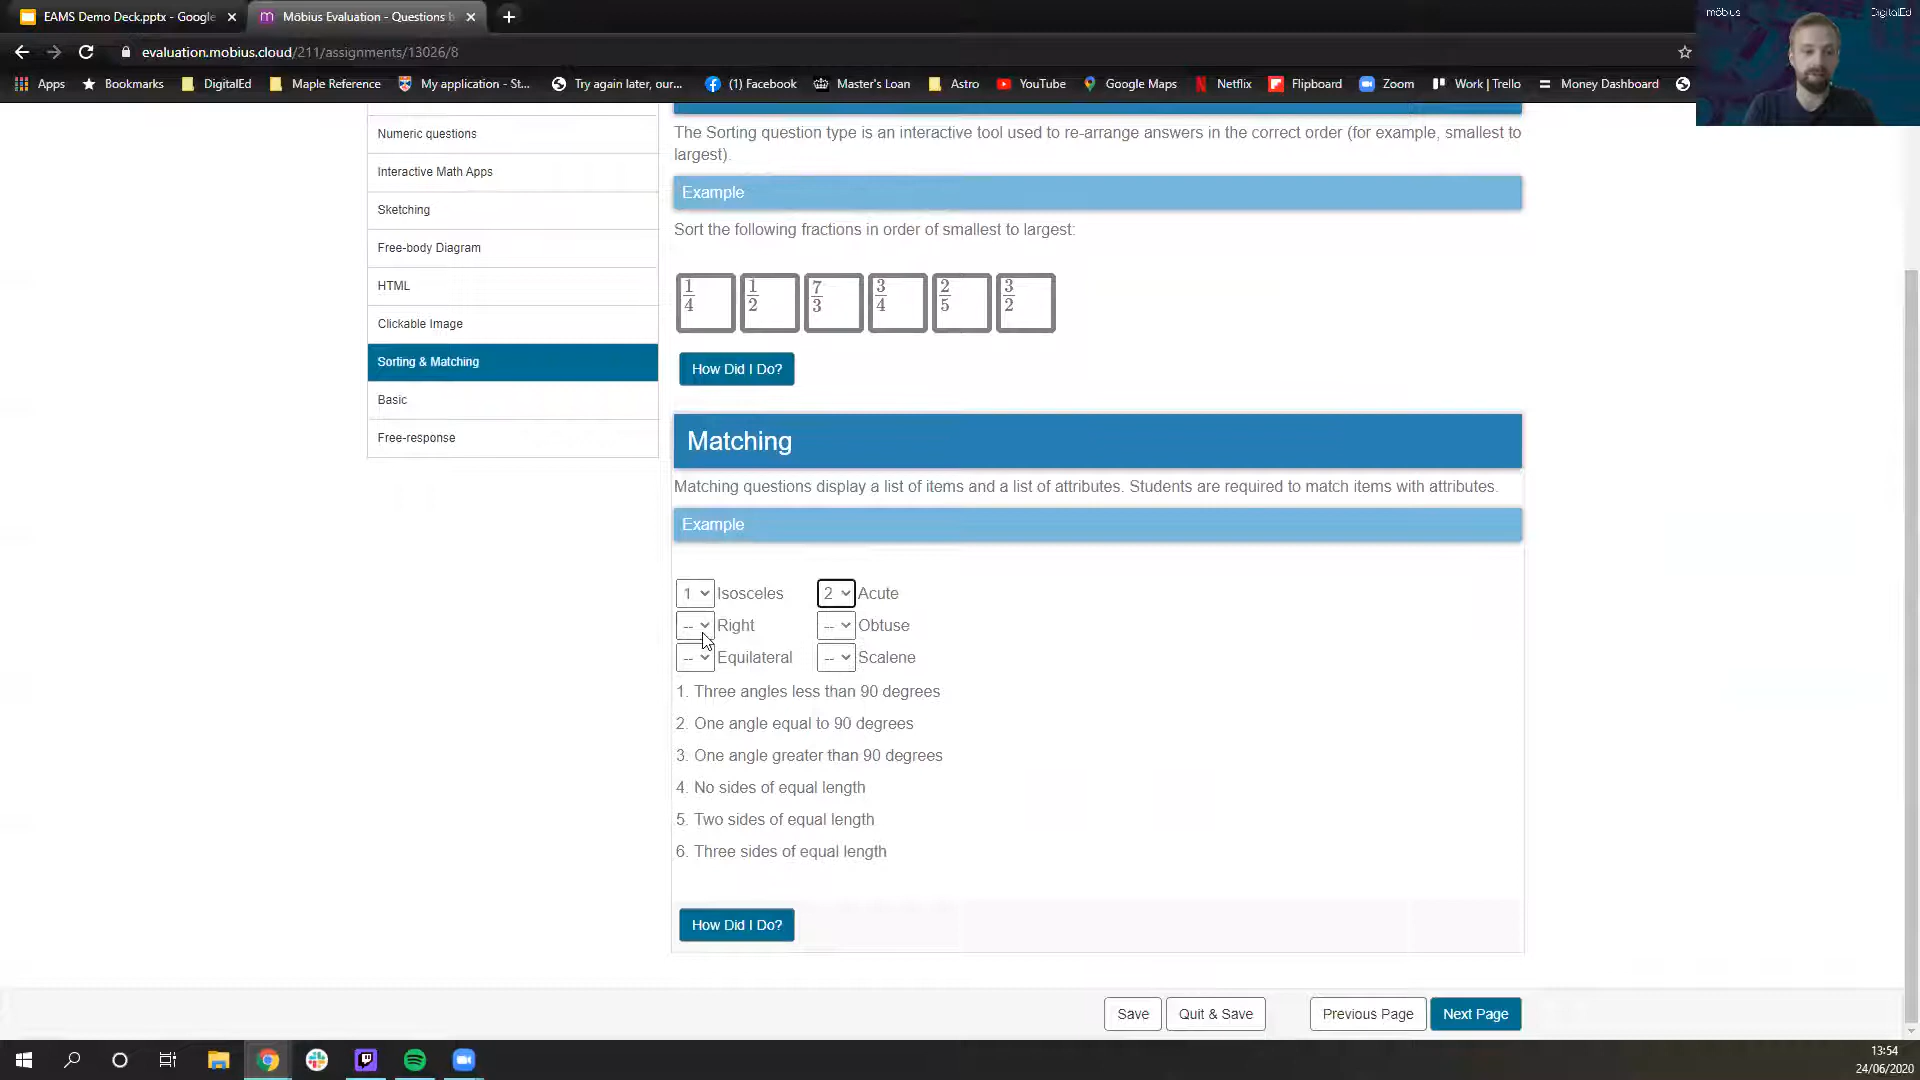 EAMS Demo Deck.pptx - Google
Möbius Evaluation - Questions b
möbius
DigitalEd
evaluation.mobius.cloud/211/assignments/13026/8
Apps
Bookmarks
DigitalEd
Maple Reference
My application - St...
Try again later, our...
(1) Facebook
Master's Loan
Astro
YouTube
Google Maps
Netflix
Flipboard
Zoom
Work | Trello
Money Dashboard
Numeric questions
Interactive Math Apps
Sketching
Free-body Diagram
HTML
Clickable Image
Sorting & Matching
Basic
Free-response
The Sorting question type is an interactive tool used to re-arrange answers in the correct order (for example, smallest to
largest).
Example
Sort the following fractions in order of smallest to largest:
1/4 1/2 7/3 3/4 2/5 3/2
How Did I Do?
Matching
Matching questions display a list of items and a list of attributes. Students are required to match items with attributes.
Example
1 Isosceles 2 Acute
-- Right -- Obtuse
-- Equilateral -- Scalene
1. Three angles less than 90 degrees
2. One angle equal to 90 degrees
3. One angle greater than 90 degrees
4. No sides of equal length
5. Two sides of equal length
6. Three sides of equal length
How Did I Do?
Save
Quit & Save
Previous Page
Next Page
13:54
24/06/2020